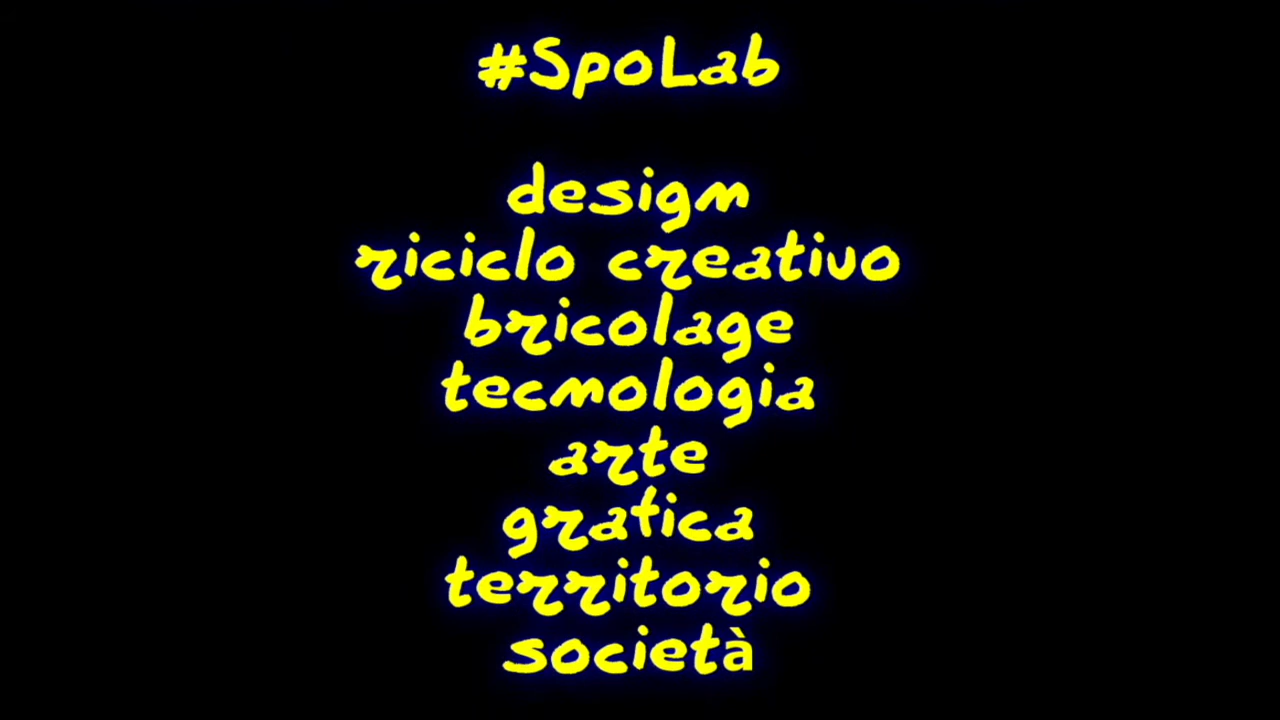 #SpoLab
design
riciclo creativo
bricolage
tecnologia
arte
grafica
territorio
società